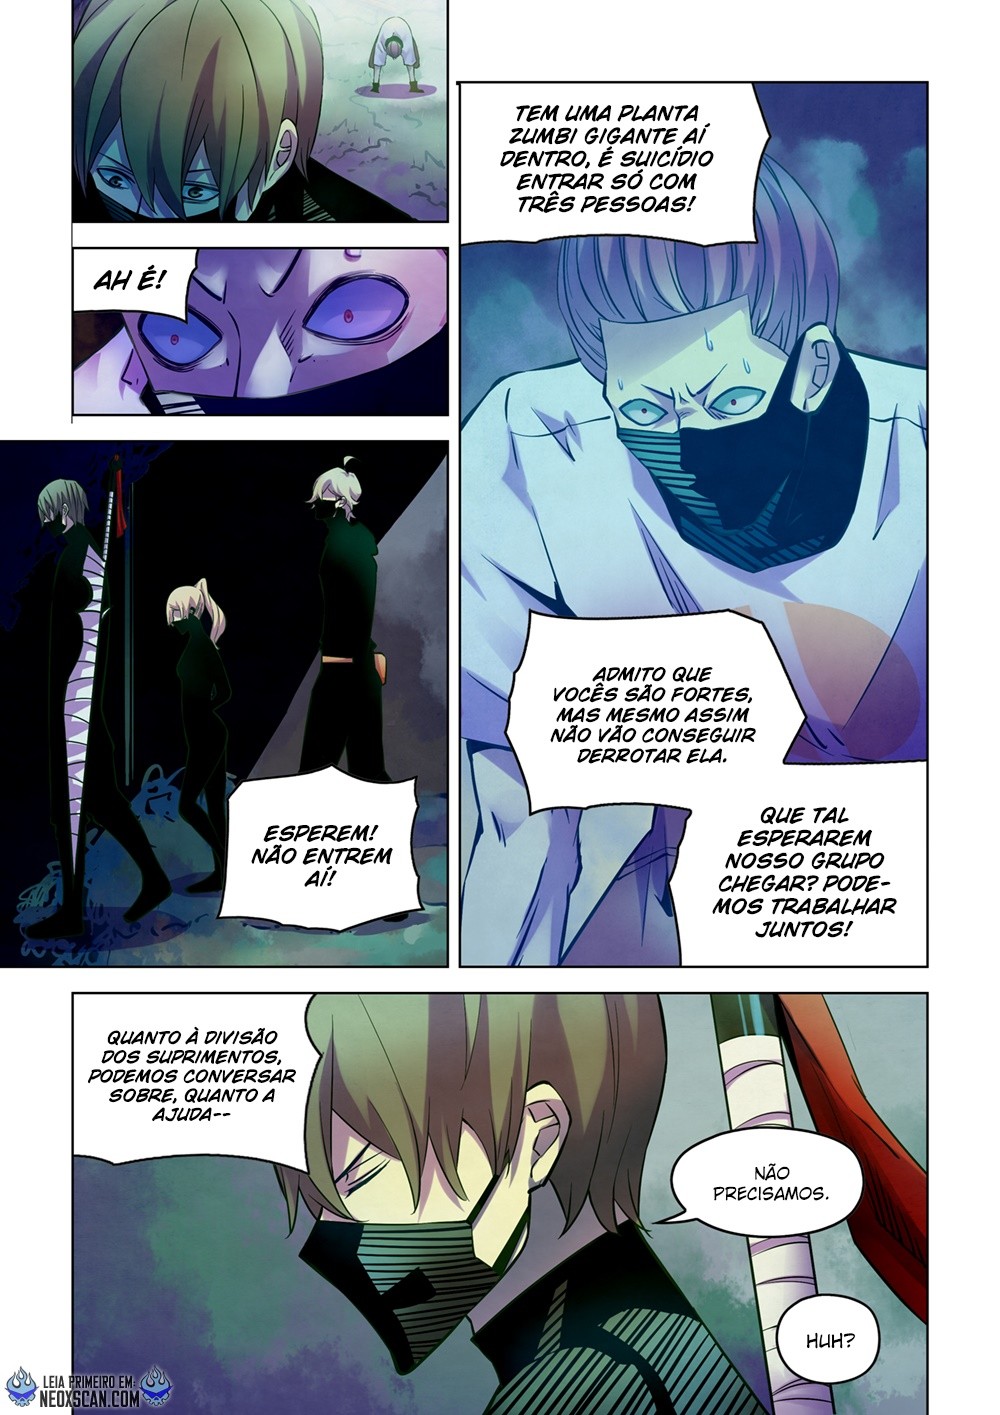 AH É!
ESPEREM!
NÃO ENTREM
AÍ!
TEM UMA PLANTA
ZUMBI GIGANTE AÍ
DENTRO, É SUICÍDIO
ENTRAR SÓ COM
TRÊS PESSOAS!
ADMITO QUE
VOCÊS SÃO FORTES,
MAS MESMO ASSIM
NÃO VÃO CONSEGUIR
DERROTAR ELA.
QUE TAL
ESPERAREM
NOSSO GRUPO
CHEGAR? PODE-
MOS TRABALHAR
JUNTOS!
QUANTO À DIVISÃO
DOS SUPRIMENTOS,
PODEMOS CONVERSAR
SOBRE, QUANTO A
AJUDA--
NÃO
PRECISAMOS.
HUH?
LEIA PRIMEIRO EM:
NEOXSCAN.COM